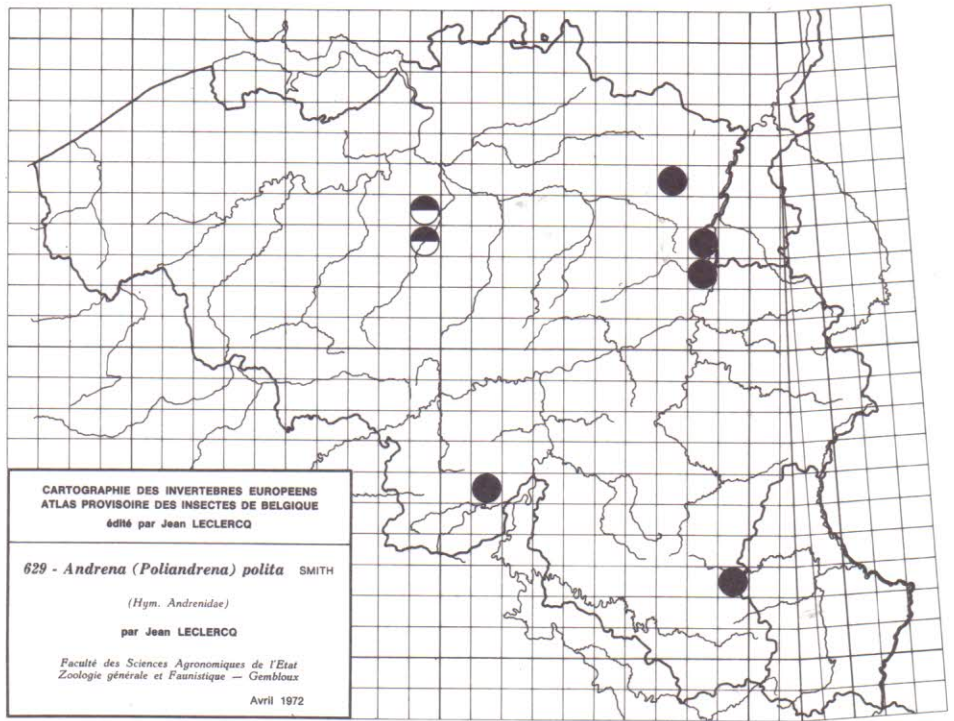 CARTOGRAPHIE DES INVERTEBRES EUROPEENS
ATLAS PROVISOIRE DES INSECTES DE BELGIQUE
édité par Jean LECLERCQ
629 - Andrena (Poliandrena) polita SMITH
(Hym. Andrenidae)
par Jean LECLERCQ
Faculté des Sciences Agronomiques de l'Etat
Zoologie générale et Faunistique — Gembloux
Avril 1972